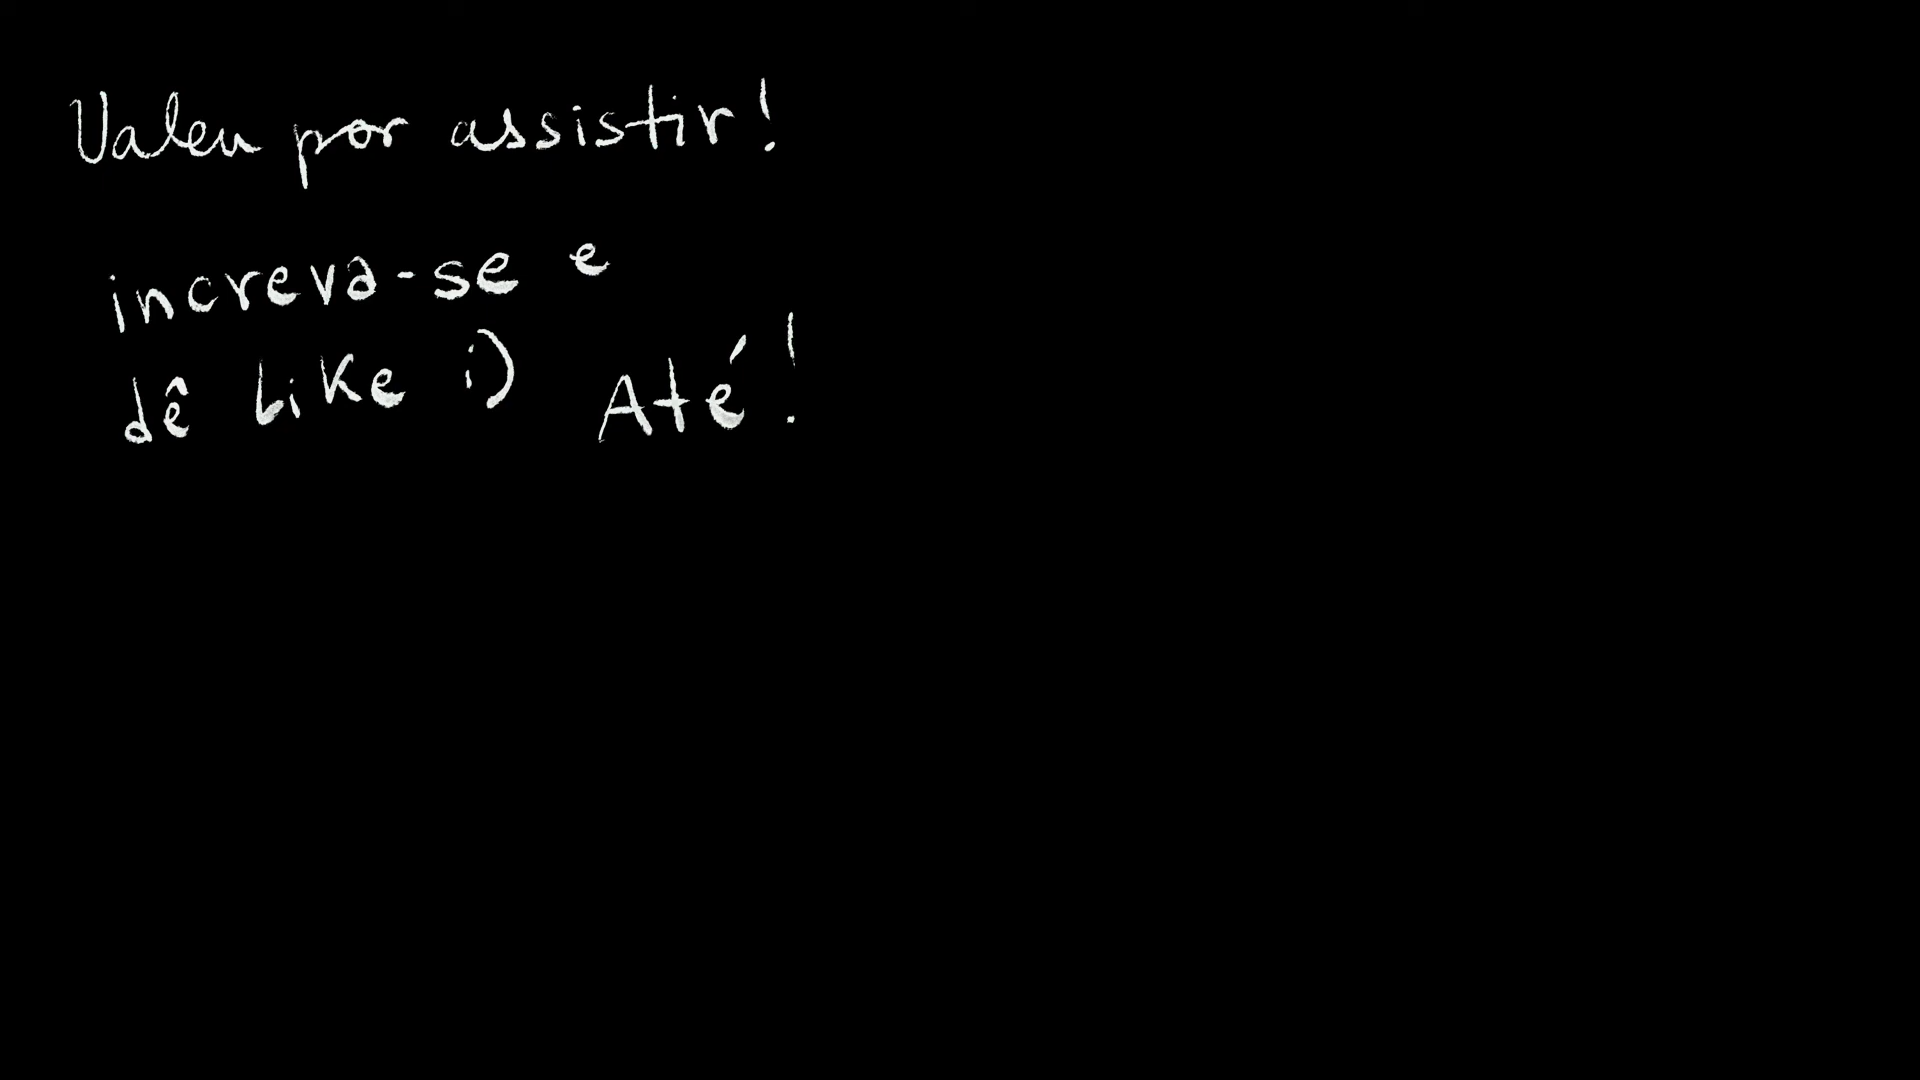 Valeu por assistir!
increva-se e
dê Like ;) Até!